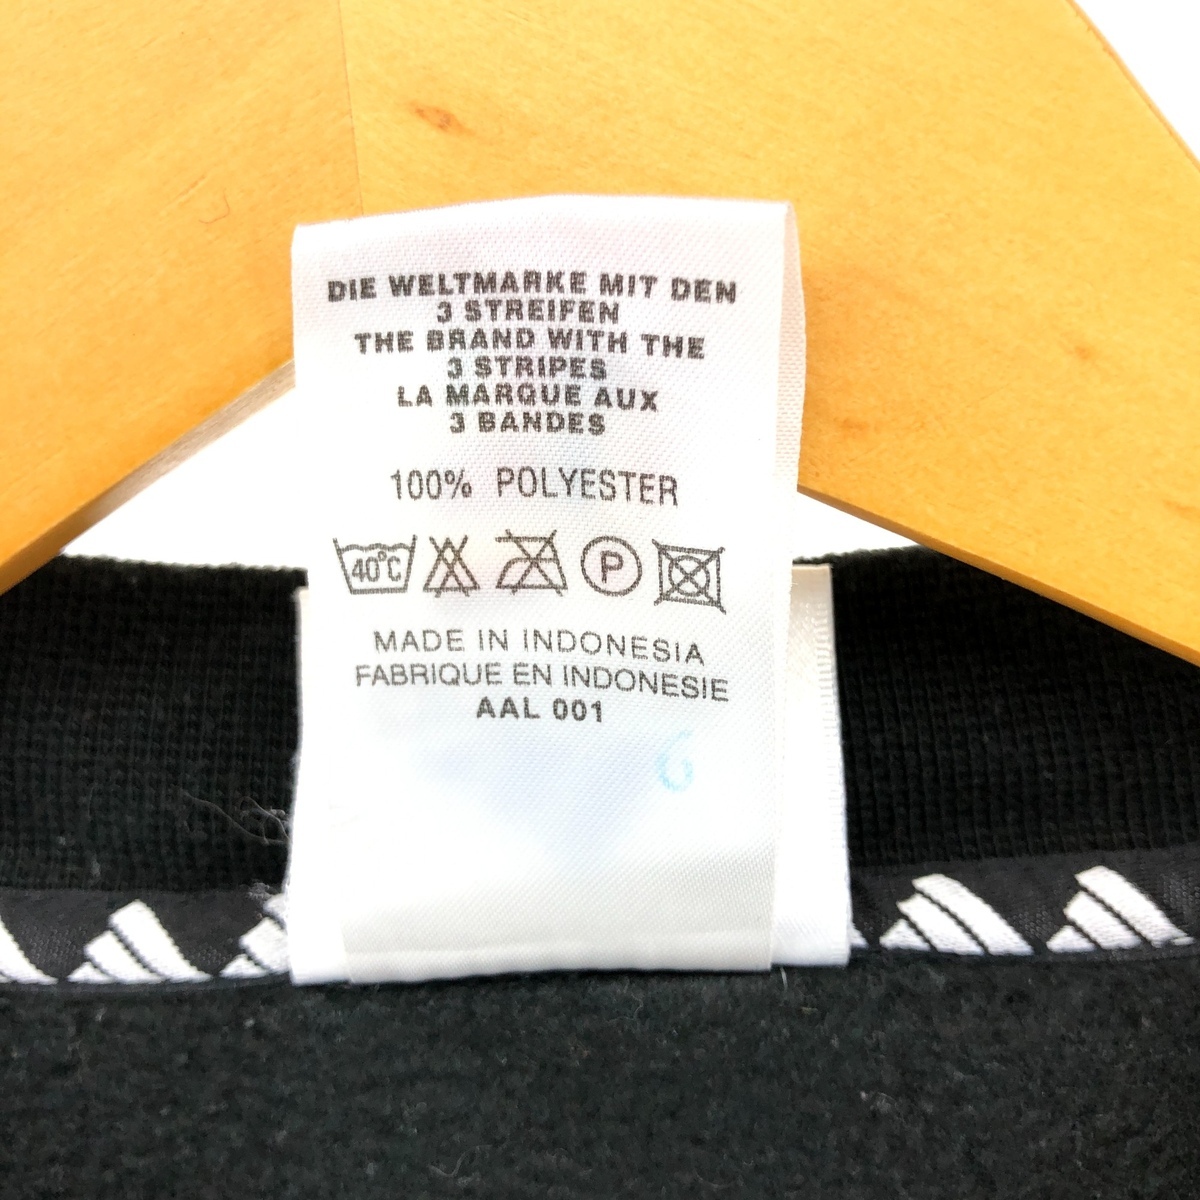 DIE WELTMARKE MIT DEN
3 STREIFEN
THE BRAND WITH THE
3 STRIPES
LA MARQUE AUX
3 BANDES
100% POLYESTER
40°C P
MADE IN INDONESIA
FABRIQUE EN INDONESIE
AAL 001
6